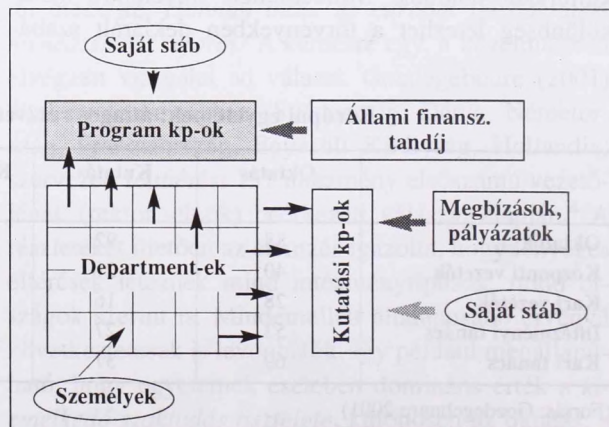 Saját stáb
Program kp-ok
Állami finansz.
tandíj
Department-ek
Kutatási kp-ok
Megbízások,
pályázatok
Saját stáb
Személyek